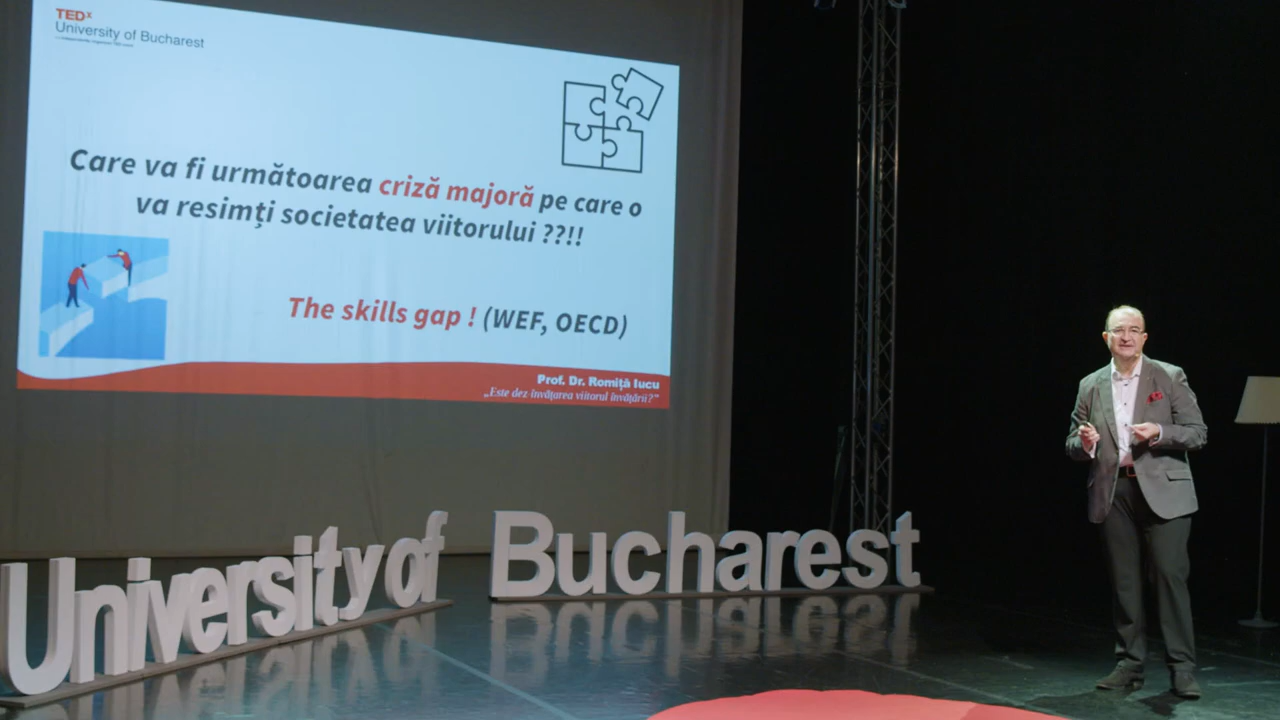 TEDx
University of Bucharest
Care va fi următoarea criză majoră pe care o
va resimți societatea viitorului ??!!
The skills gap ! (WEF, OECD)
Prof. Dr. Romiță Iucu
„Este dez-învățarea viitorul învățării?”
University of Bucharest